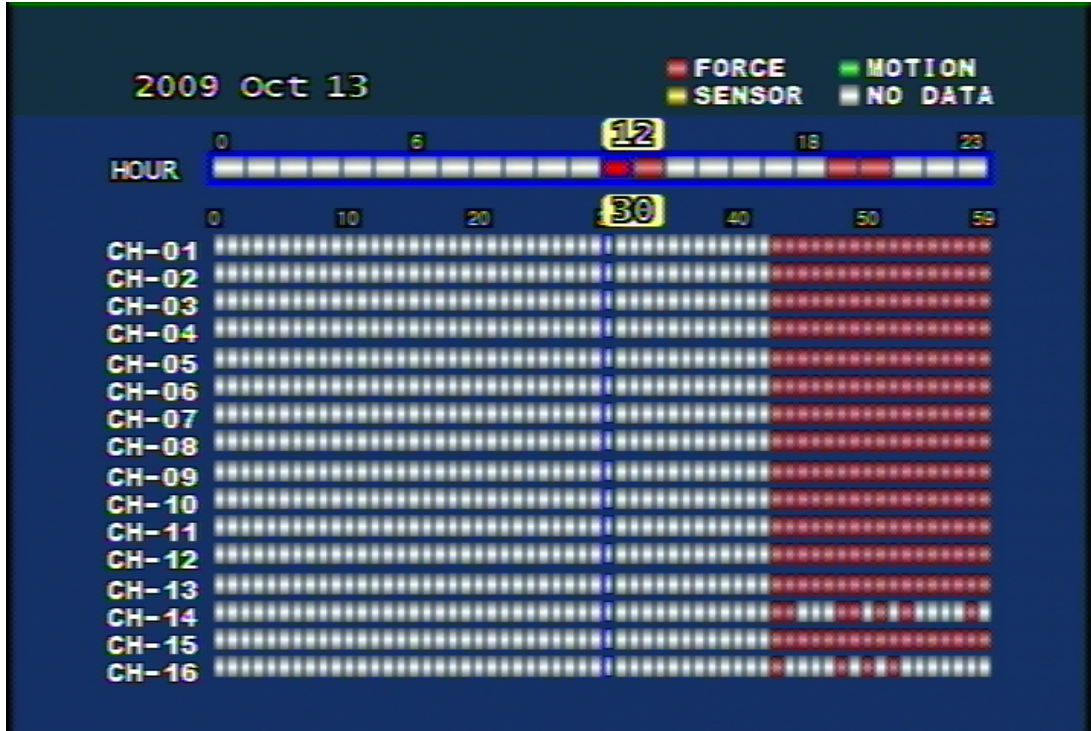 2009 Oct 13
FORCE MOTION
SENSOR NO DATA
0 6 12 18 23
HOUR
0 10 20 30 40 50 59
CH-01
CH-02
CH-03
CH-04
CH-05
CH-06
CH-07
CH-08
CH-09
CH-10
CH-11
CH-12
CH-13
CH-14
CH-15
CH-16